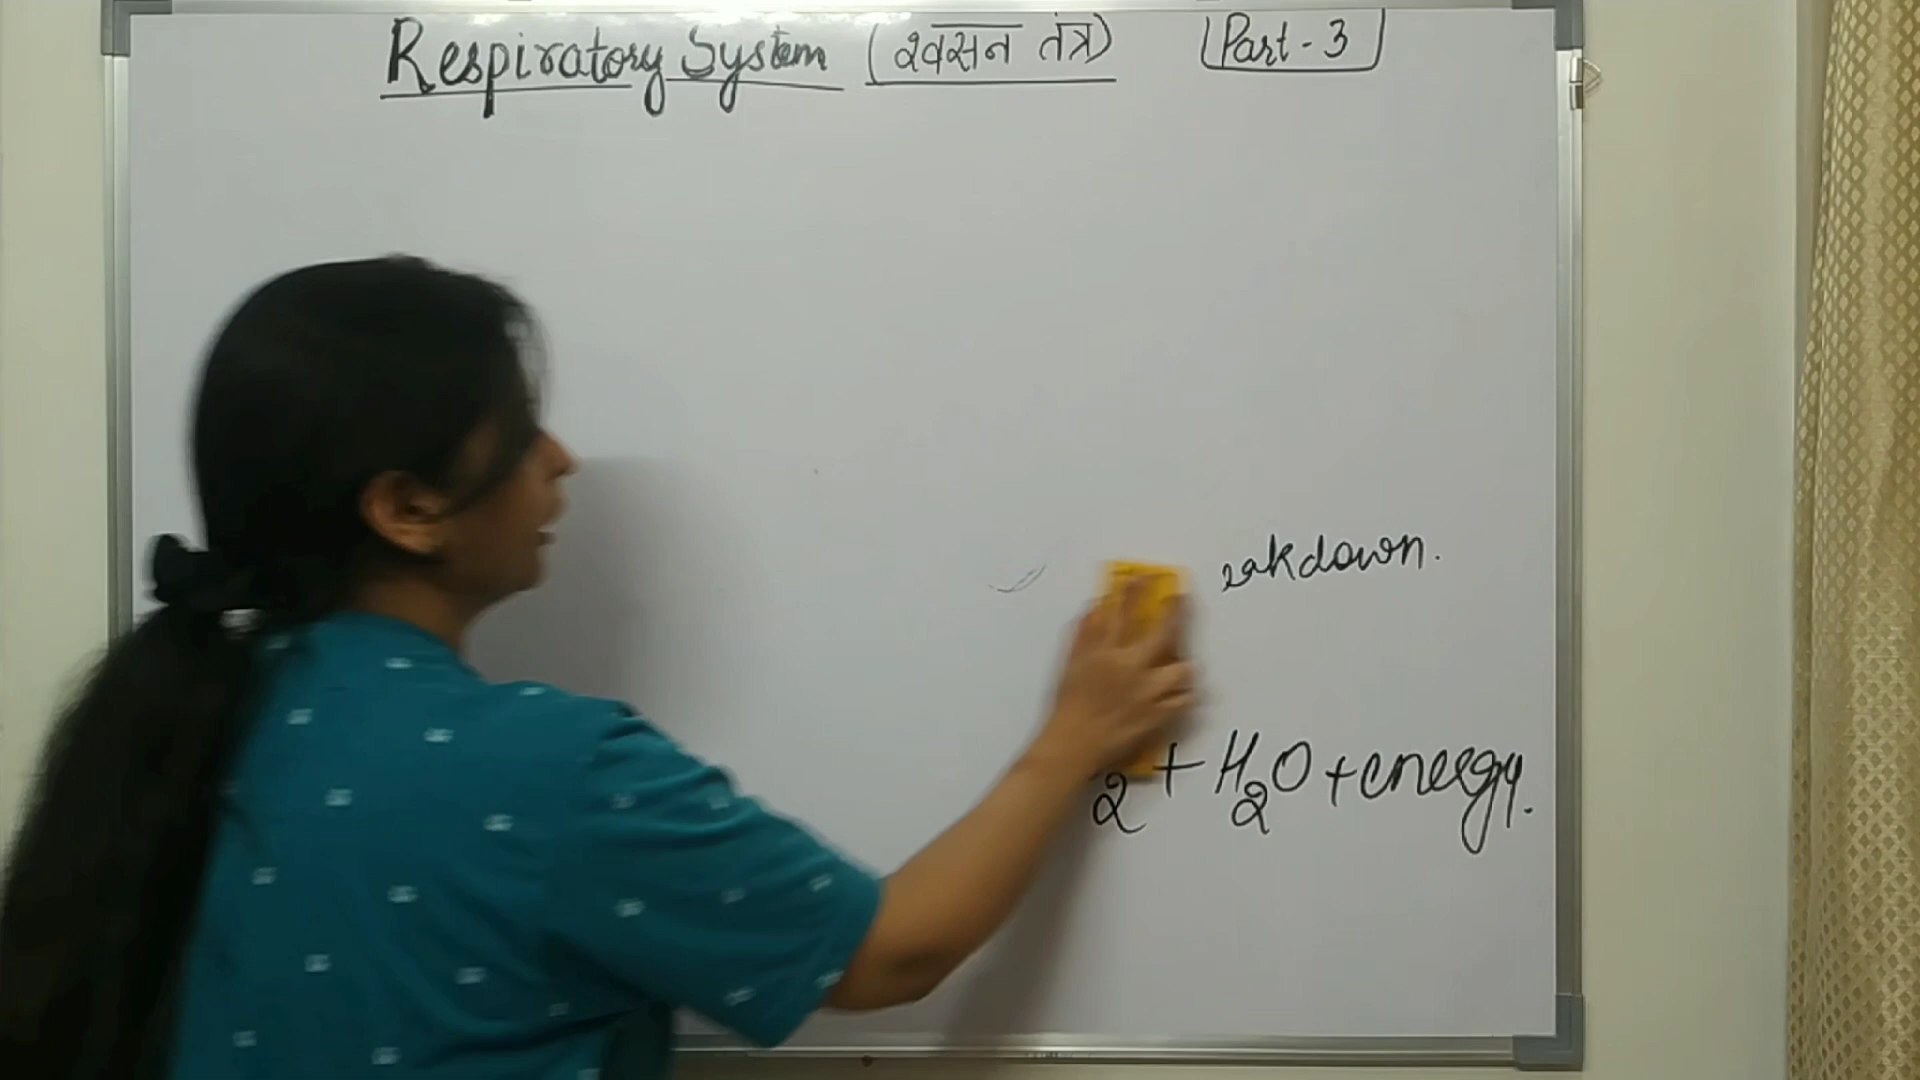 Respiratory System (श्वसन तंत्र) Part - 3
eakdown.
2 + H2O + energy.